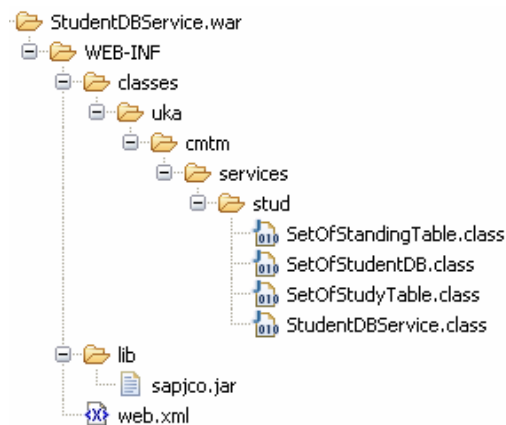 StudentDBService.war
WEB-INF
classes
uka
cmtm
services
stud
SetOfStandingTable.class
SetOfStudentDB.class
SetOfStudyTable.class
StudentDBService.class
lib
sapjco.jar
web.xml